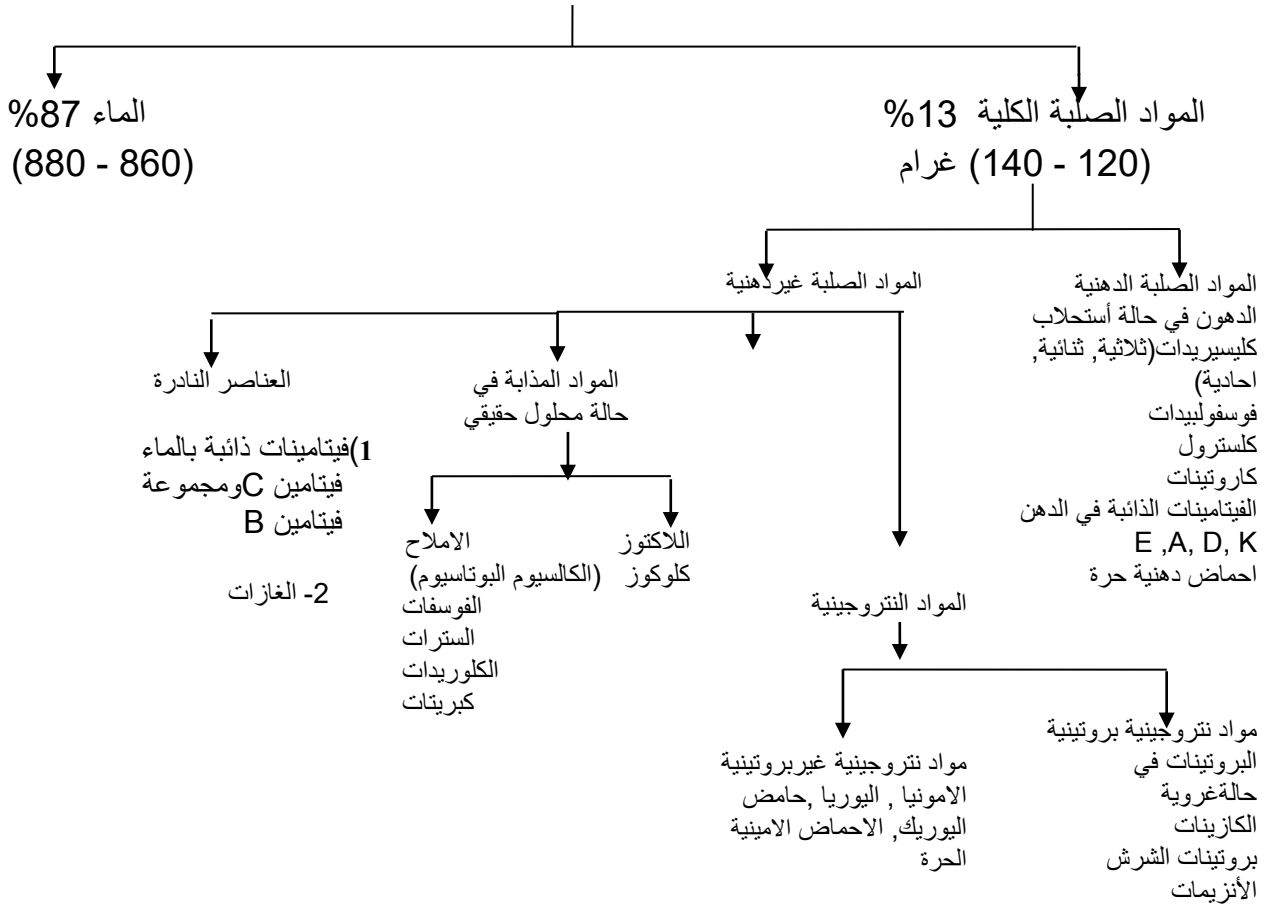 المواد الصلبة الكلية 13%
(120 - 140) غرام
الماء 87%
(860 - 880)
المواد الصلبة الدهنية
الدهون في حالة أستحلاب
كليسيريدات(ثلاثية, ثنائية,
احادية)
فوسفولبيدات
كلسترول
كاروتينات
الفيتامينات الذائبة في الدهن
E ,A, D, K
احماض دهنية حرة
المواد الصلبة غيردهنية
المواد النتروجينية
مواد نتروجينية بروتينية
البروتينات في
حالةغروية
الكازينات
بروتينات الشرش
الأنزيمات
مواد نتروجينية غيربروتينية
الامونيا , اليوريا ,حامض
اليوريك, الاحماض الامينية
الحرة
المواد المذابة في
حالة محلول حقيقي
اللاكتوز
كلوكوز
الاملاح
(الكالسيوم البوتاسيوم)
الفوسفات
السترات
الكلوريدات
كبريتات
العناصر النادرة
1)فيتامينات ذائبة بالماء
فيتامين C ومجموعة
فيتامين B
2- الغازات